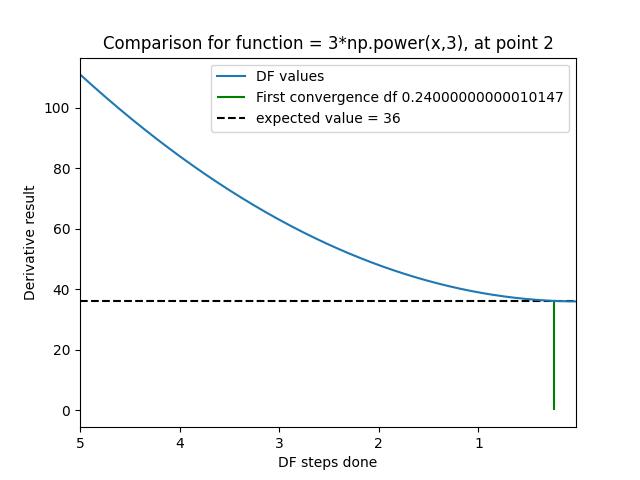 Comparison for function = 3*np.power(x,3), at point 2
DF values
First convergence df 0.24000000000010147
expected value = 36
Derivative result
100
80
60
40
20
0
5 4 3 2 1
DF steps done